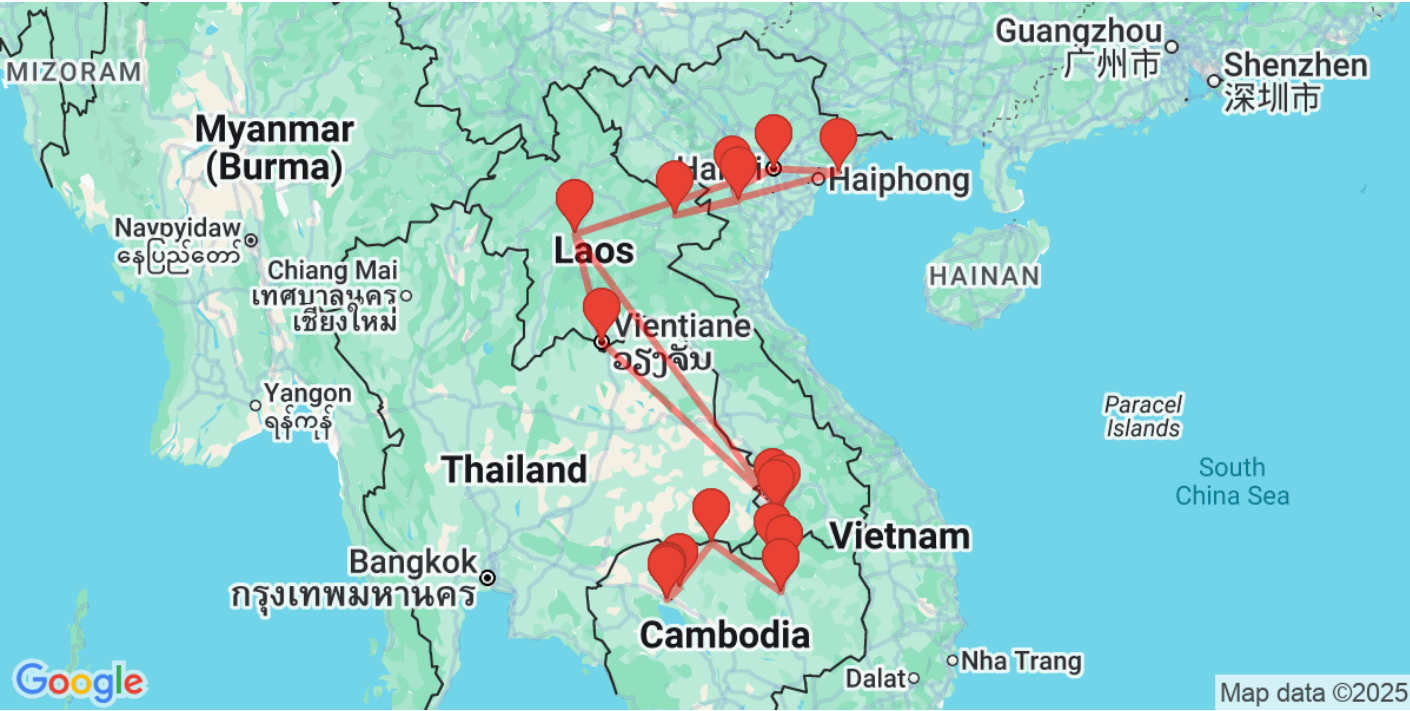 Guangzhou
广州市
Shenzhen
深圳市
MIZORAM
Myanmar
(Burma)
Haiphong
Naypyidaw
နေပြည်တော်
Laos
Chiang Mai
เทศบาลนคร
เชียงใหม่
HAINAN
Vientiane
ວຽງຈັນ
Yangon
ရန်ကုန်
Paracel
Islands
Thailand
South
China Sea
Vietnam
Bangkok
กรุงเทพมหานคร
Cambodia
Nha Trang
Dalat
Google
Map data ©2025